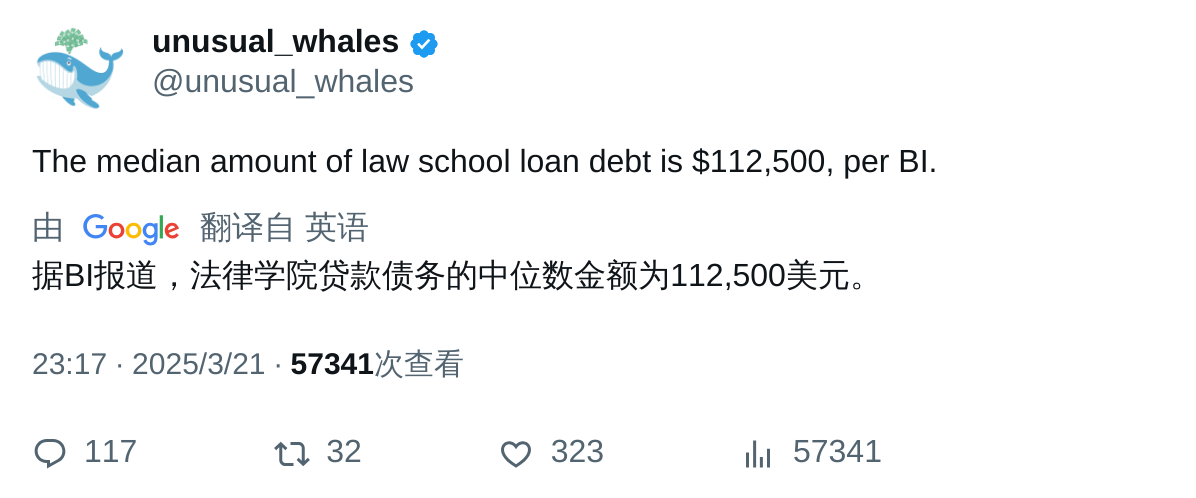 unusual_whales
@unusual_whales
The median amount of law school loan debt is $112,500, per BI.
由 Google 翻译自 英语
据BI报道，法律学院贷款债务的中位数金额为112,500美元。
23:17 · 2025/3/21 · 57341次查看
117 32 323 57341